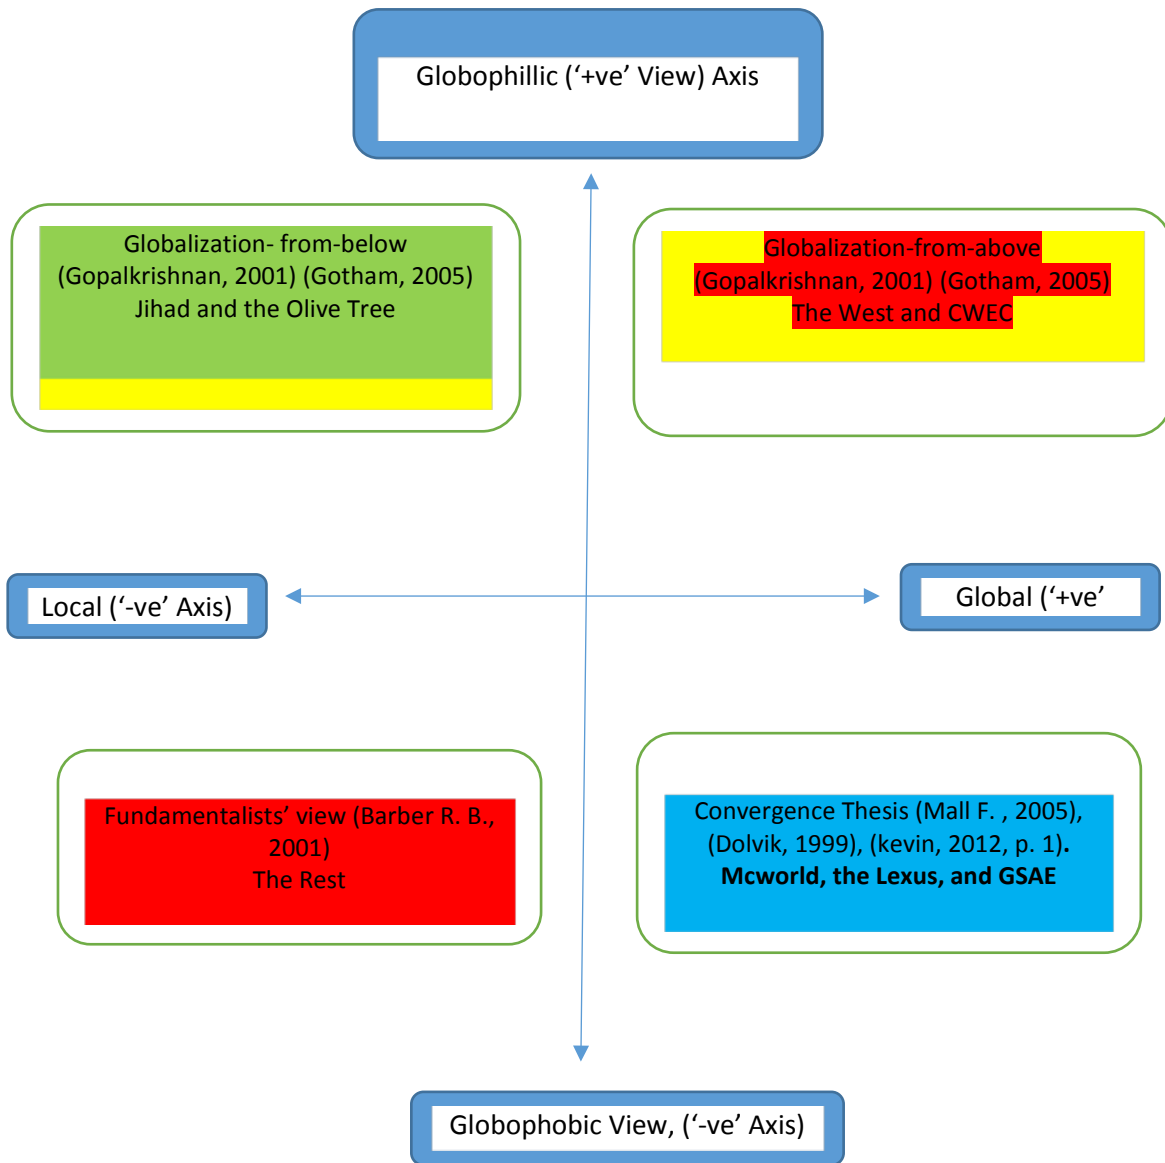 Globophillic (‘+ve’ View) Axis
Globalization- from-below
(Gopalkrishnan, 2001) (Gotham, 2005)
Jihad and the Olive Tree
Globalization-from-above
(Gopalkrishnan, 2001) (Gotham, 2005)
The West and CWEC
Local (‘-ve’ Axis)
Global (‘+ve’
Fundamentalists’ view (Barber R. B.,
2001)
The Rest
Convergence Thesis (Mall F. , 2005),
(Dolvik, 1999), (kevin, 2012, p. 1).
Mcworld, the Lexus, and GSAE
Globophobic View, (‘-ve’ Axis)